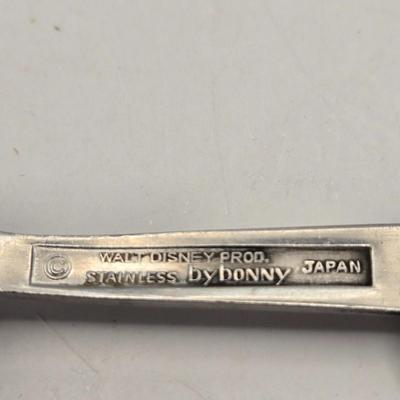 © WALT DISNEY PROD.
STAINLESS by bonny JAPAN